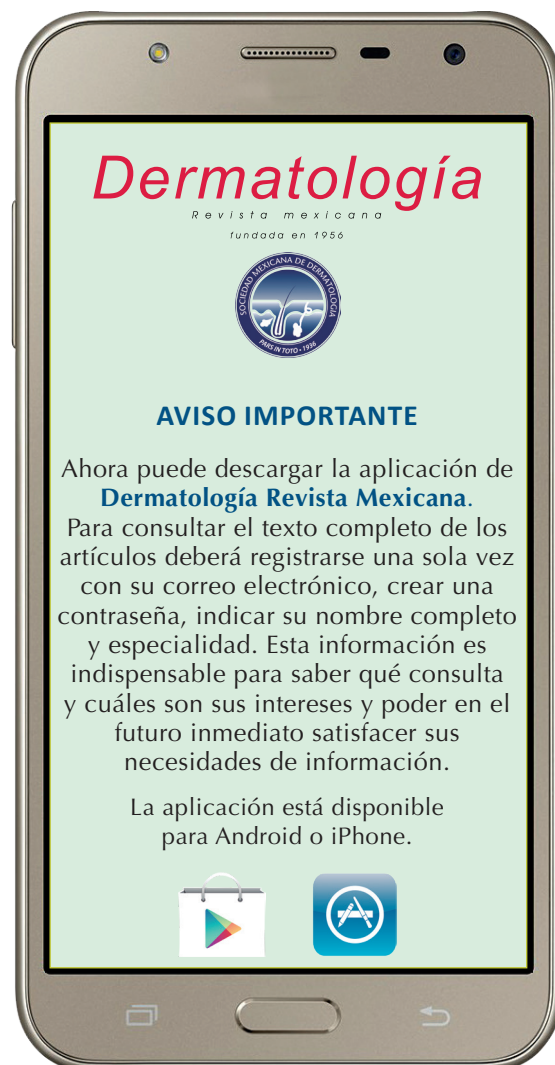 Dermatología
Revista mexicana
fundada en 1956
SOCIEDAD MEXICANA DE DERMATOLOGÍA
PARS IN TOTO • 1936
AVISO IMPORTANTE
Ahora puede descargar la aplicación de
Dermatología Revista Mexicana.
Para consultar el texto completo de los
artículos deberá registrarse una sola vez
con su correo electrónico, crear una
contraseña, indicar su nombre completo
y especialidad. Esta información es
indispensable para saber qué consulta
y cuáles son sus intereses y poder en el
futuro inmediato satisfacer sus
necesidades de información.
La aplicación está disponible
para Android o iPhone.